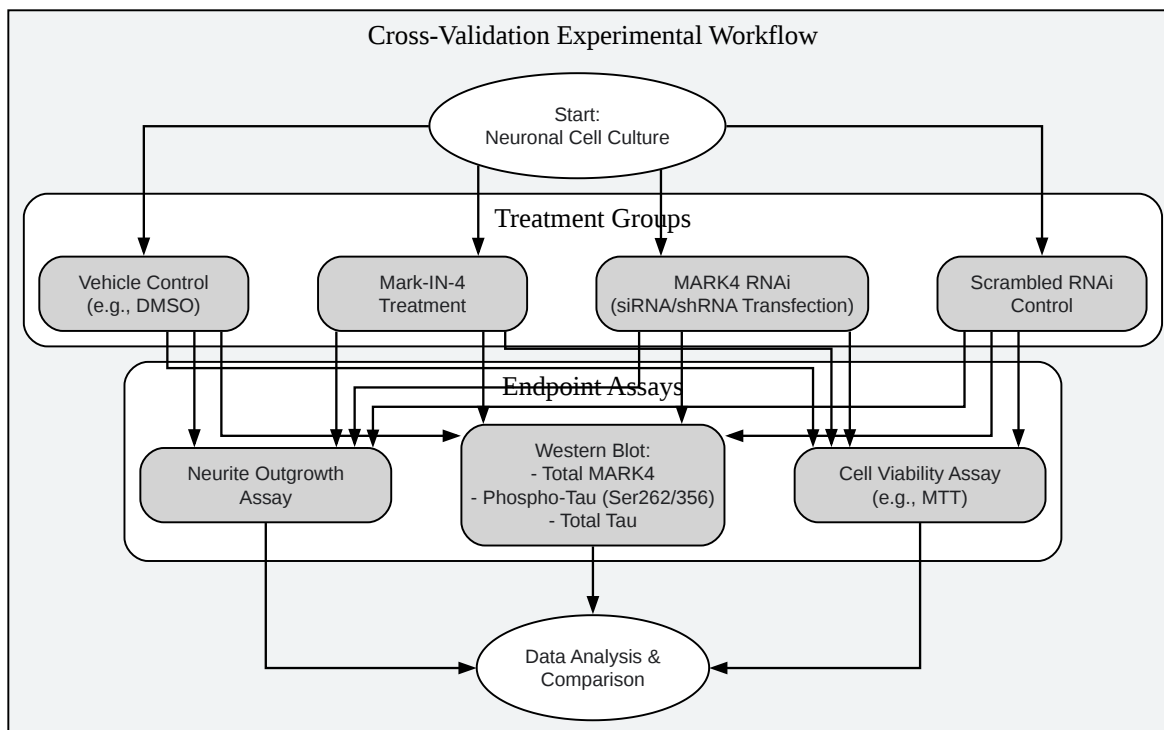 Cross-Validation Experimental Workflow
Start:
Neuronal Cell Culture
Treatment Groups
Vehicle Control
(e.g., DMSO)
Mark-IN-4
Treatment
MARK4 RNAi
(siRNA/shRNA Transfection)
Scrambled RNAi
Control
Endpoint Assays
Neurite Outgrowth
Assay
Western Blot:
- Total MARK4
- Phospho-Tau (Ser262/356)
- Total Tau
Cell Viability Assay
(e.g., MTT)
Data Analysis &
Comparison